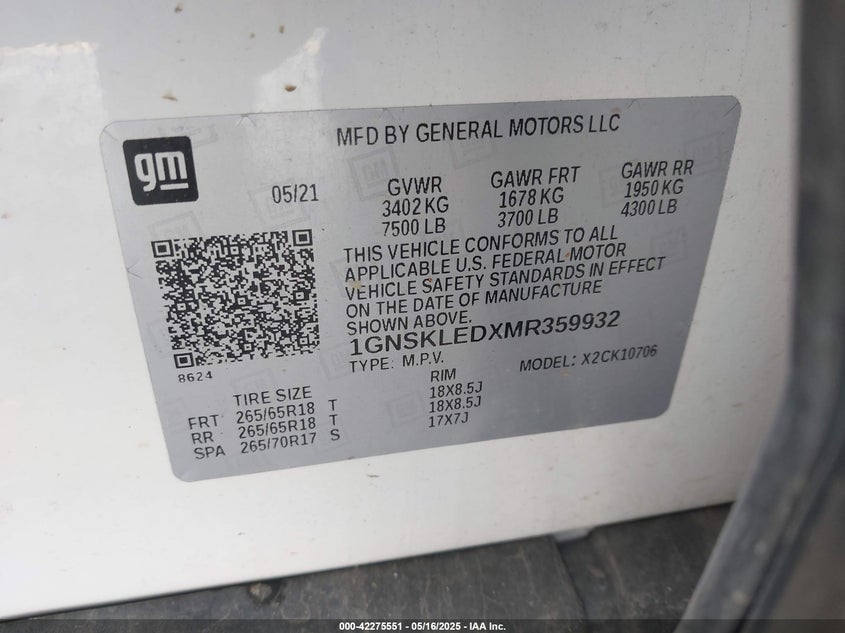 gm
MFD BY GENERAL MOTORS LLC
05/21
GVWR
3402 KG
7500 LB
GAWR FRT
1678 KG
3700 LB
GAWR RR
1950 KG
4300 LB
THIS VEHICLE CONFORMS TO ALL
APPLICABLE U.S. FEDERAL MOTOR
VEHICLE SAFETY STANDARDS IN EFFECT
ON THE DATE OF MANUFACTURE
SHOWN ABOVE.
1GNSKLEDXMR359932
TYPE: M.P.V.
MODEL: X2CK10706
8624
TIRE SIZE
RIM
FRT 265/65R18 T 18X8.5J
RR 265/65R18 T 18X8.5J
SPA 265/70R17 S 17X7J
000-42275551 - 05/16/2025 - IAA Inc.